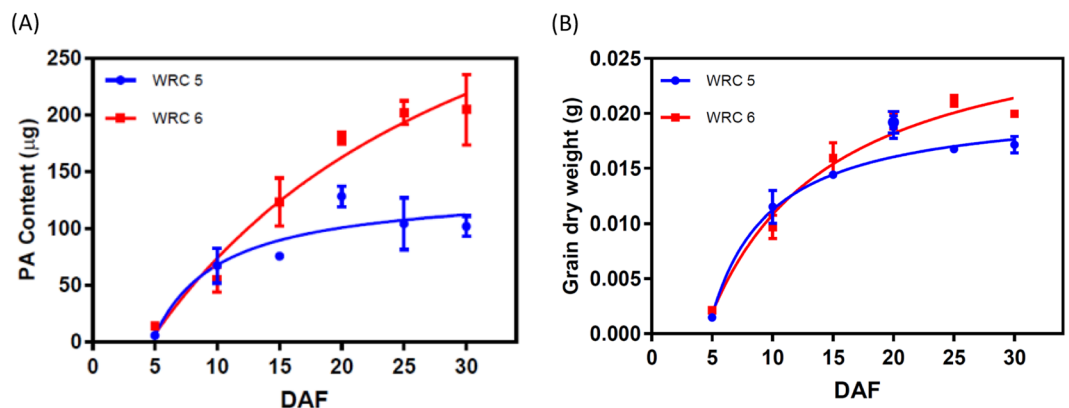 (A)
PA Content (µg)
250
200
150
100
50
0
WRC 5
WRC 6
0 5 10 15 20 25 30
DAF
(B)
Grain dry weight (g)
0.025
0.020
0.015
0.010
0.005
0.000
WRC 5
WRC 6
0 5 10 15 20 25 30
DAF